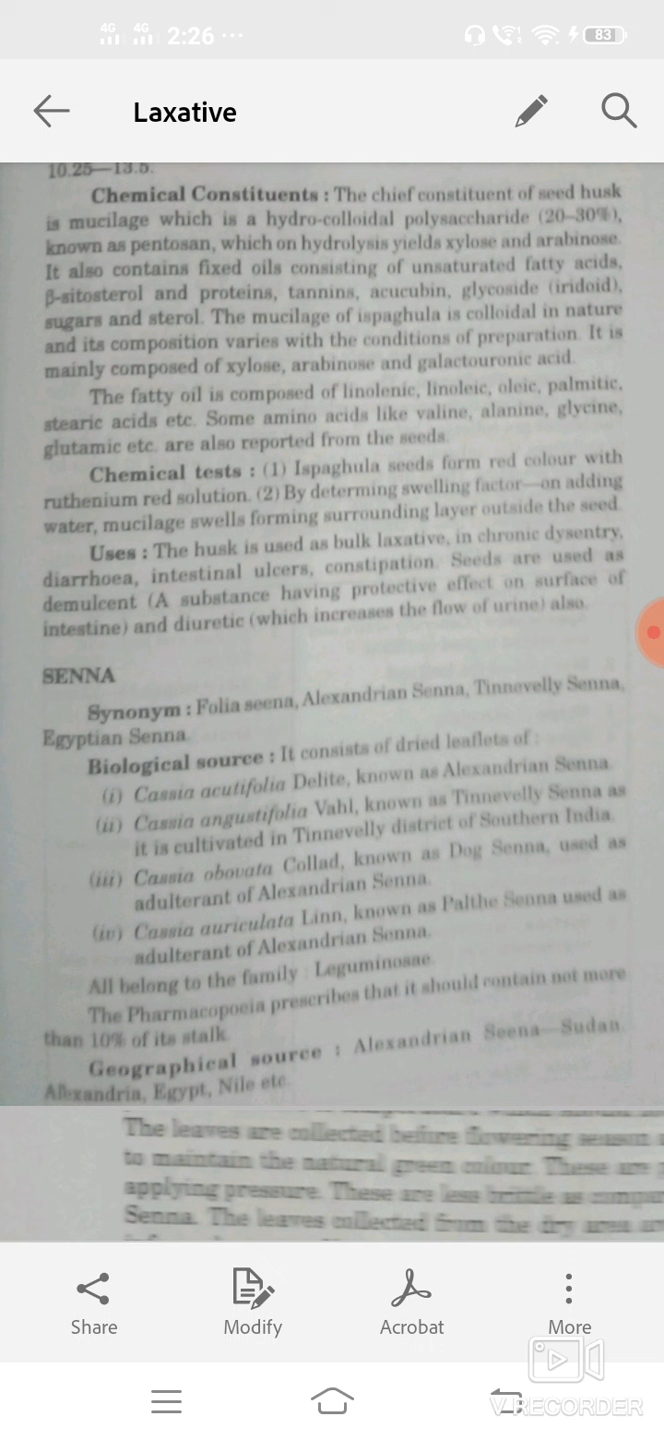 4G 4G 2:26 ... 83
Laxative
10.25—13.5.
Chemical Constituents : The chief constituent of seed husk
is mucilage which is a hydro-colloidal polysaccharide (20–30%),
known as pentosan, which on hydrolysis yields xylose and arabinose.
It also contains fixed oils consisting of unsaturated fatty acids,
β-sitosterol and proteins, tannins, acucubin, glycoside (iridoid),
sugars and sterol. The mucilage of ispaghula is colloidal in nature
and its composition varies with the conditions of preparation. It is
mainly composed of xylose, arabinose and galactouronic acid.
The fatty oil is composed of linolenic, linoleic, oleic, palmitic,
stearic acids etc. Some amino acids like valine, alanine, glycine,
glutamic etc. are also reported from the seeds.
Chemical tests : (1) Ispaghula seeds form red colour with
ruthenium red solution. (2) By determing swelling factor—on adding
water, mucilage swells forming surrounding layer outside the seed.
Uses : The husk is used as bulk laxative, in chronic dysentry,
diarrhoea, intestinal ulcers, constipation. Seeds are used as
demulcent (A substance having protective effect on surface of
intestine) and diuretic (which increases the flow of urine) also.
SENNA
Synonym : Folia seena, Alexandrian Senna, Tinnevelly Senna,
Egyptian Senna.
Biological source : It consists of dried leaflets of :
(i) Cassia acutifolia Delite, known as Alexandrian Senna.
(ii) Cassia angustifolia Vahl, known as Tinnevelly Senna as
it is cultivated in Tinnevelly district of Southern India.
(iii) Cassia obovata Collad, known as Dog Senna, used as
adulterant of Alexandrian Senna.
(iv) Cassia auriculata Linn, known as Palthe Senna used as
adulterant of Alexandrian Senna.
All belong to the family : Leguminosae.
The Pharmacopoeia prescribes that it should contain not more
than 10% of its stalk.
Geographical source : Alexandrian Seena—Sudan.
Alexandria, Egypt, Nile etc.
The leaves are collected before flowering season
to maintain the natural green colour. These are
applying pressure. These are less brittle as
Senna. The leaves collected from the dry area
Share Modify Acrobat More
V RECORDER